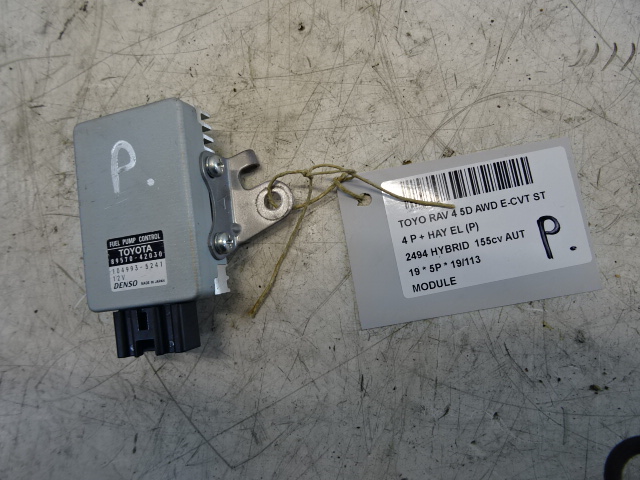 P.
FUEL PUMP CONTROL
TOYOTA
89570-42030
104993-5241
12V
DENSO MADE IN JAPAN
TOYO RAV 4 5D AWD E-CVT ST
4 P + HAY EL (P)
2494 HYBRID 155cv AUT
19 * 5P * 19/113
MODULE
P.